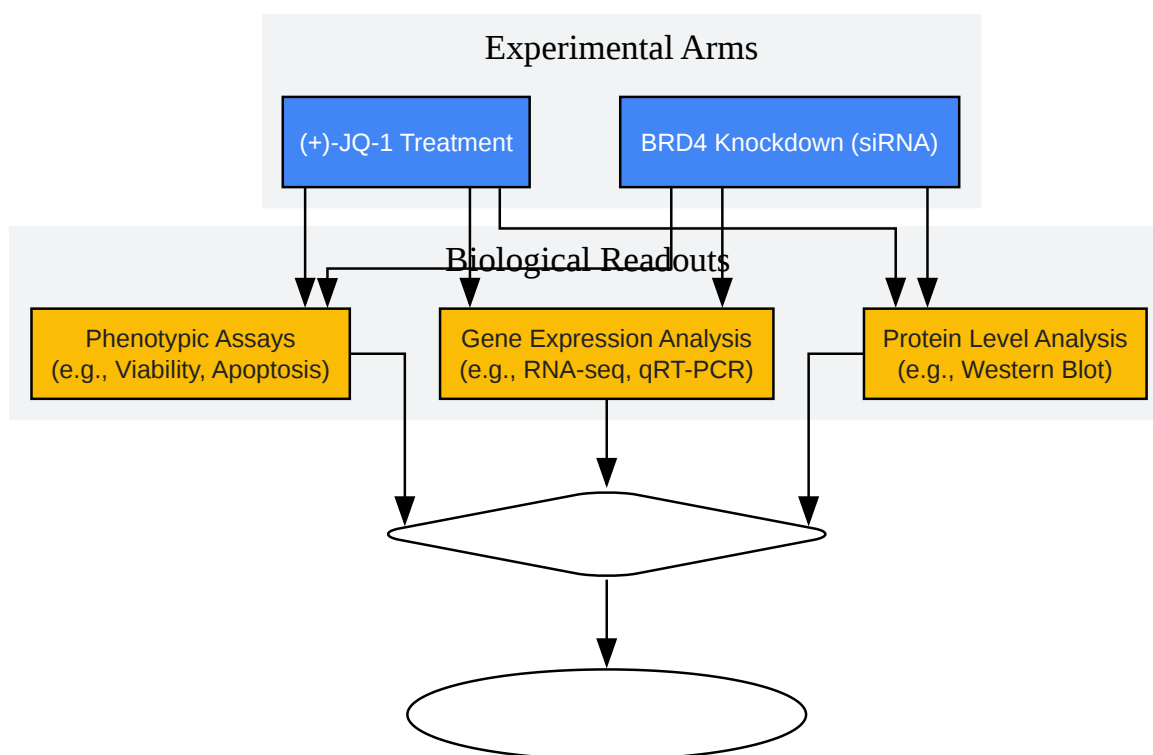 Experimental Arms
(+)-JQ-1 Treatment
BRD4 Knockdown (siRNA)
Biological Readouts
Phenotypic Assays
(e.g., Viability, Apoptosis)
Gene Expression Analysis
(e.g., RNA-seq, qRT-PCR)
Protein Level Analysis
(e.g., Western Blot)